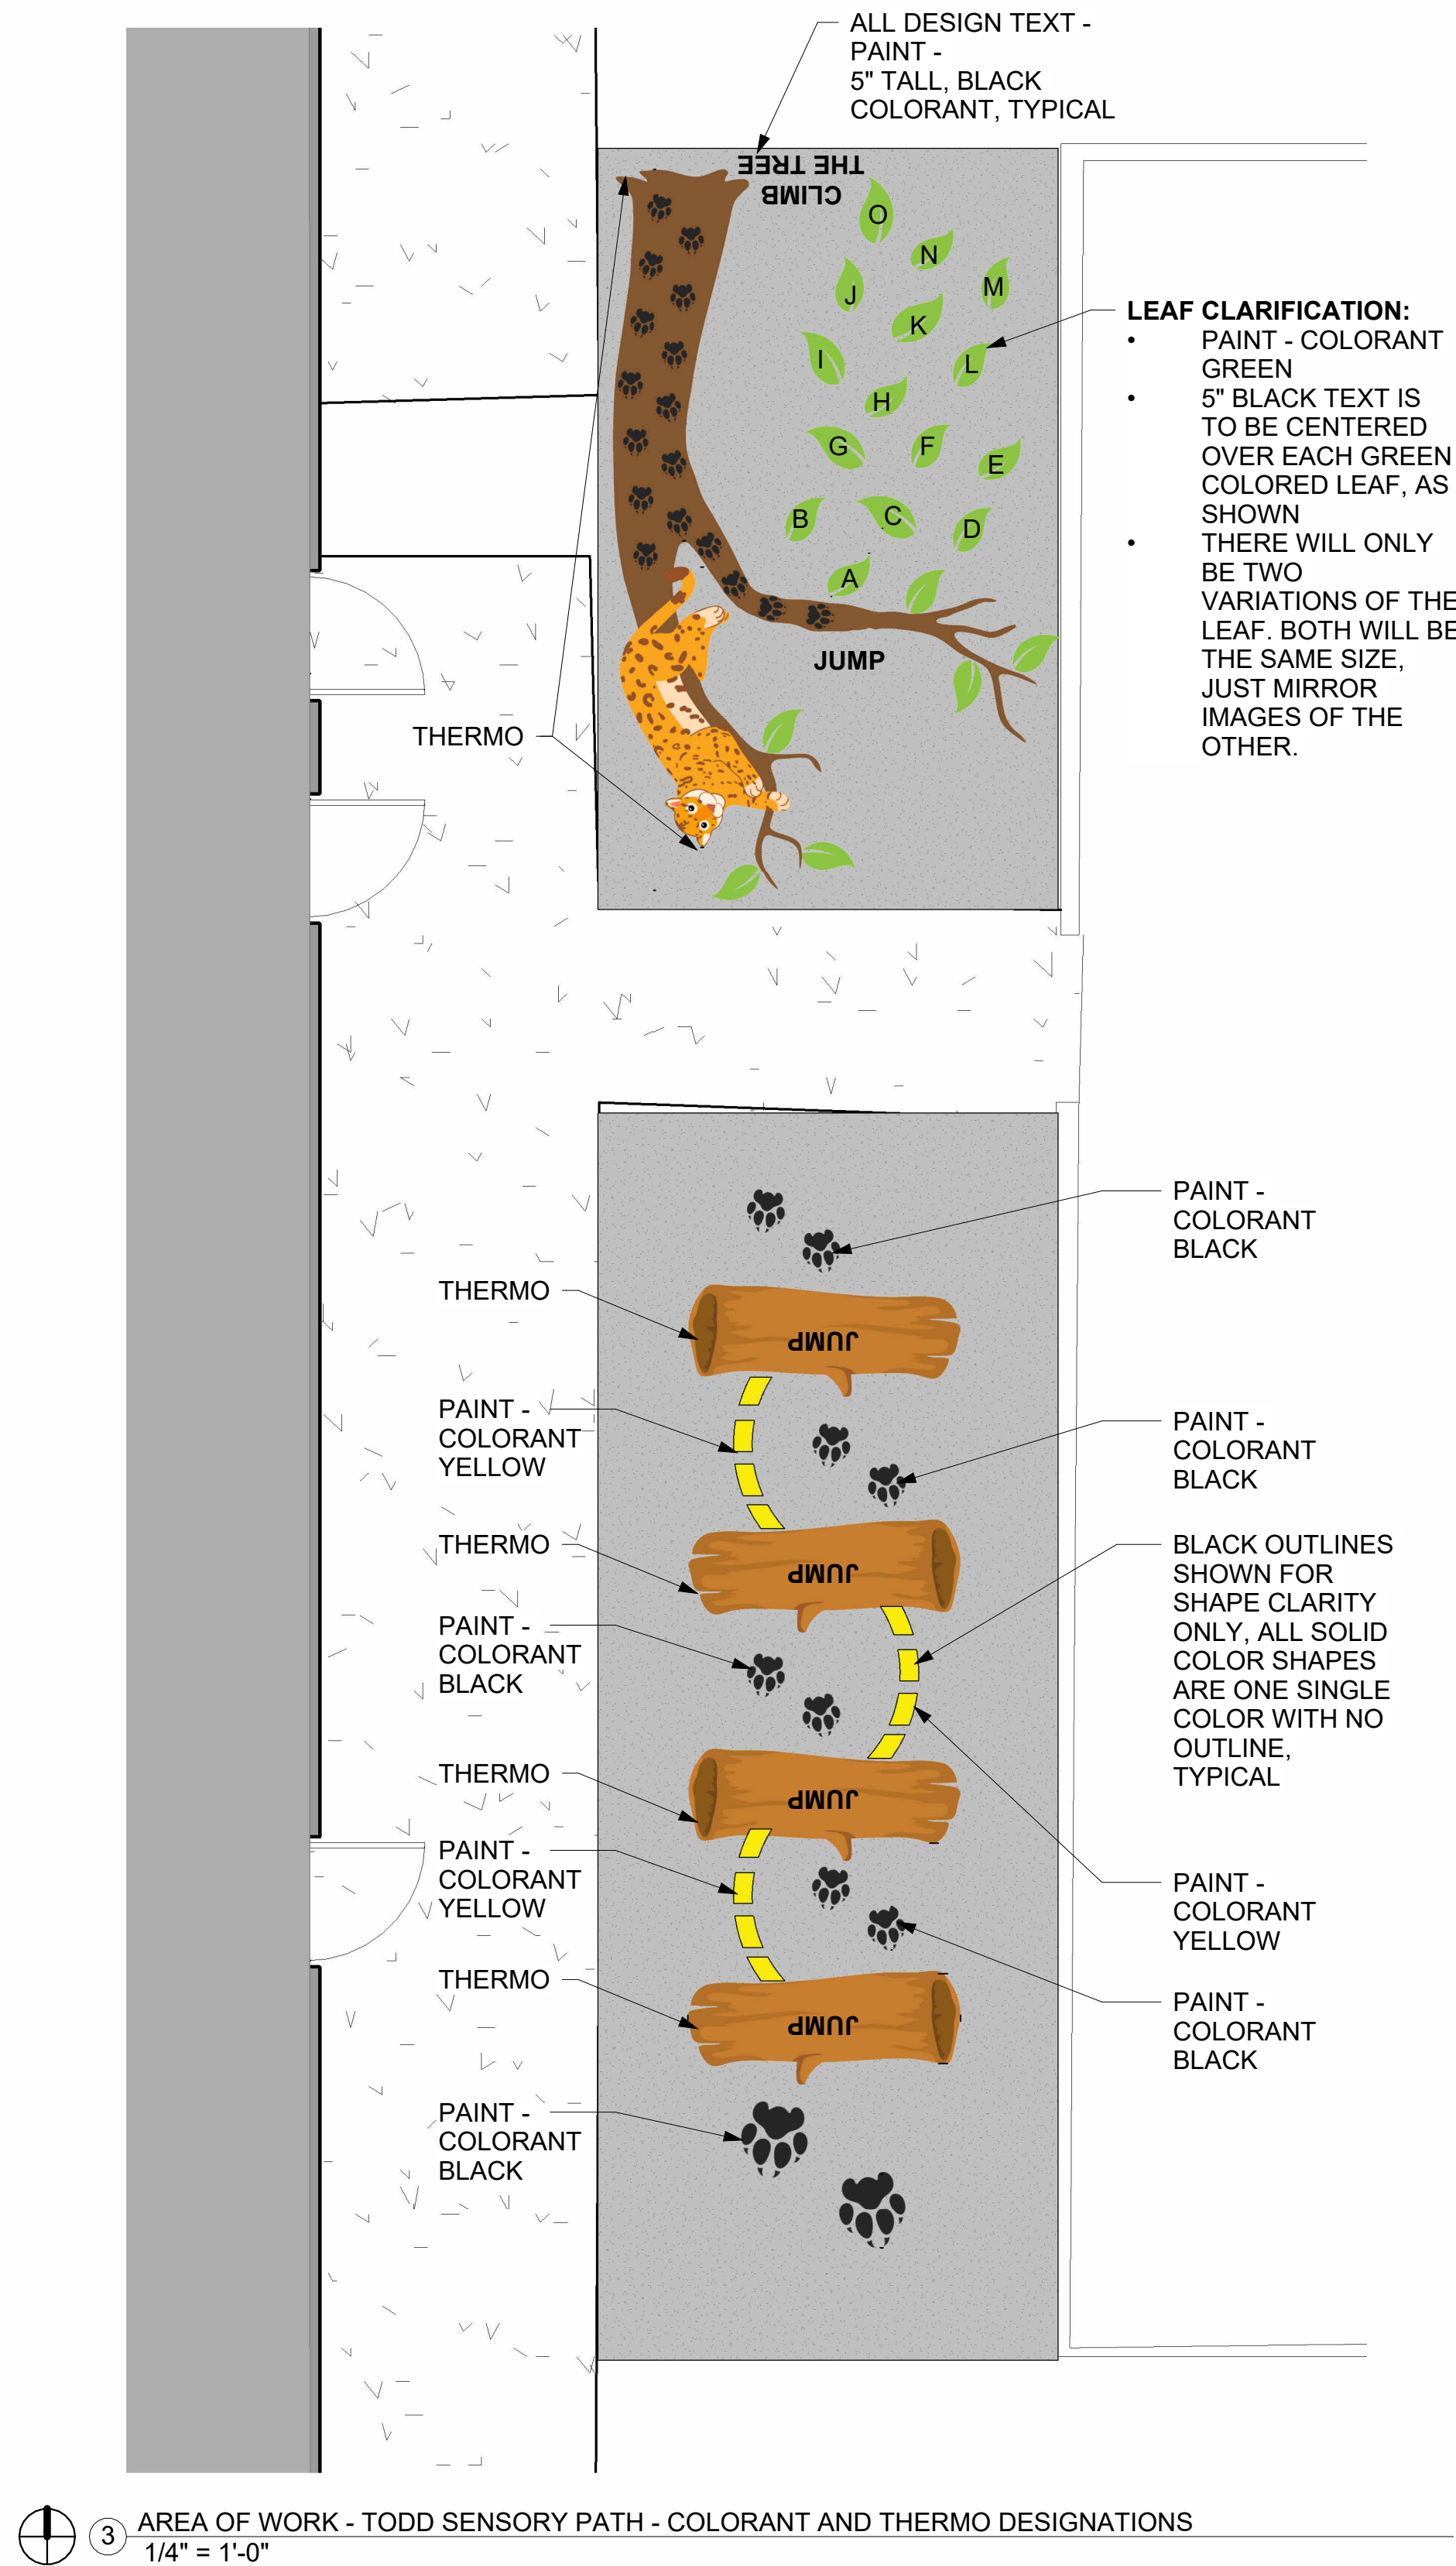 ALL DESIGN TEXT -
PAINT -
5" TALL, BLACK
COLORANT, TYPICAL
CLIMB
THE TREE
O
N
M
J
K
I
L
H
G
F
E
B
C
D
A
JUMP
LEAF CLARIFICATION:
• PAINT - COLORANT
GREEN
• 5" BLACK TEXT IS
TO BE CENTERED
OVER EACH GREEN
COLORED LEAF, AS
SHOWN
• THERE WILL ONLY
BE TWO
VARIATIONS OF THE
LEAF. BOTH WILL BE
THE SAME SIZE,
JUST MIRROR
IMAGES OF THE
OTHER.
THERMO
PAINT -
COLORANT
BLACK
THERMO
JUMP
PAINT -
COLORANT
YELLOW
PAINT -
COLORANT
BLACK
THERMO
JUMP
BLACK OUTLINES
SHOWN FOR
SHAPE CLARITY
ONLY, ALL SOLID
COLOR SHAPES
ARE ONE SINGLE
COLOR WITH NO
OUTLINE,
TYPICAL
PAINT -
COLORANT
BLACK
THERMO
JUMP
PAINT -
COLORANT
YELLOW
PAINT -
COLORANT
YELLOW
THERMO
JUMP
PAINT -
COLORANT
BLACK
PAINT -
COLORANT
BLACK
3
AREA OF WORK - TODD SENSORY PATH - COLORANT AND THERMO DESIGNATIONS
1/4" = 1'-0"